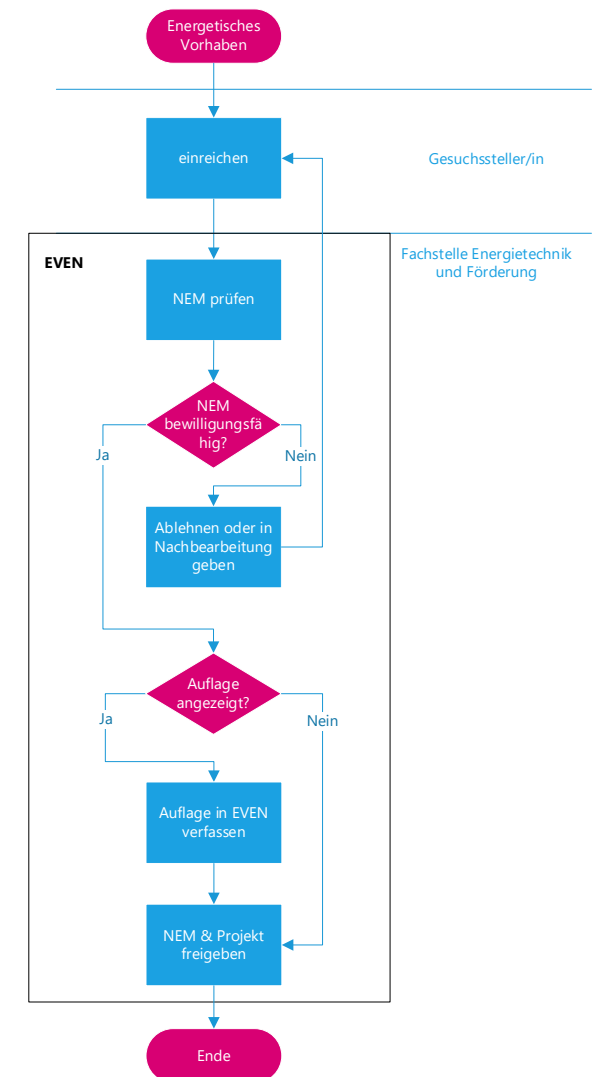 Energetisches
Vorhaben
einreichen
Gesuchssteller/in
EVEN
Fachstelle Energietechnik
und Förderung
NEM prüfen
NEM
bewilligungsfä
hig?
Ja
Nein
Ablehnen oder in
Nachbearbeitung
geben
Auflage
angezeigt?
Ja
Nein
Auflage in EVEN
verfassen
NEM & Projekt
freigeben
Ende